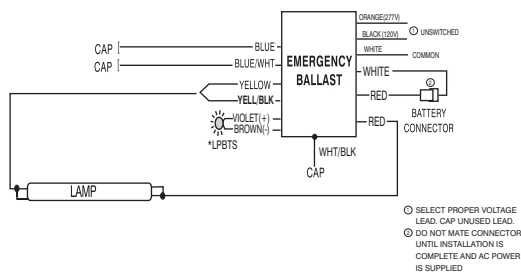 ORANGE(277V)
① UNSWITCHED
BLACK (120V)
CAP [
BLUE
WHITE
COMMON
CAP [
BLUE/WHT
EMERGENCY
BALLAST
WHITE
YELLOW
②
YELL/BLK
RED
BATTERY
CONNECTOR
VIOLET(+)
BROWN(-)
RED
*LPBTS
WHT/BLK
CAP
LAMP
① SELECT PROPER VOLTAGE
LEAD. CAP UNUSED LEAD.
② DO NOT MATE CONNECTOR
UNTIL INSTALLATION IS
COMPLETE AND AC POWER
IS SUPPLIED